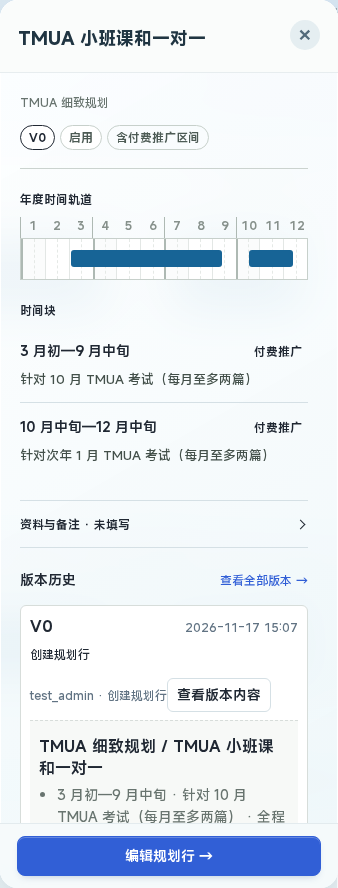 TMUA 小班课和一对一
×
TMUA 细致规划
V0 启用 含付费推广区间
年度时间轨道
1 2 3 4 5 6 7 8 9 10 11 12
时间块
3 月初—9 月中旬 付费推广
针对 10 月 TMUA 考试（每月至多两篇）
10 月中旬—12 月中旬 付费推广
针对次年 1 月 TMUA 考试（每月至多两篇）
资料与备注 · 未填写
版本历史 查看全部版本 →
V0 2026-11-17 15:07
创建规划行
test_admin · 创建规划行 查看版本内容
TMUA 细致规划 / TMUA 小班课
和一对一
• 3 月初—9 月中旬 · 针对 10 月
TMUA 考试（每月至多两篇） · 全程
编辑规划行 →